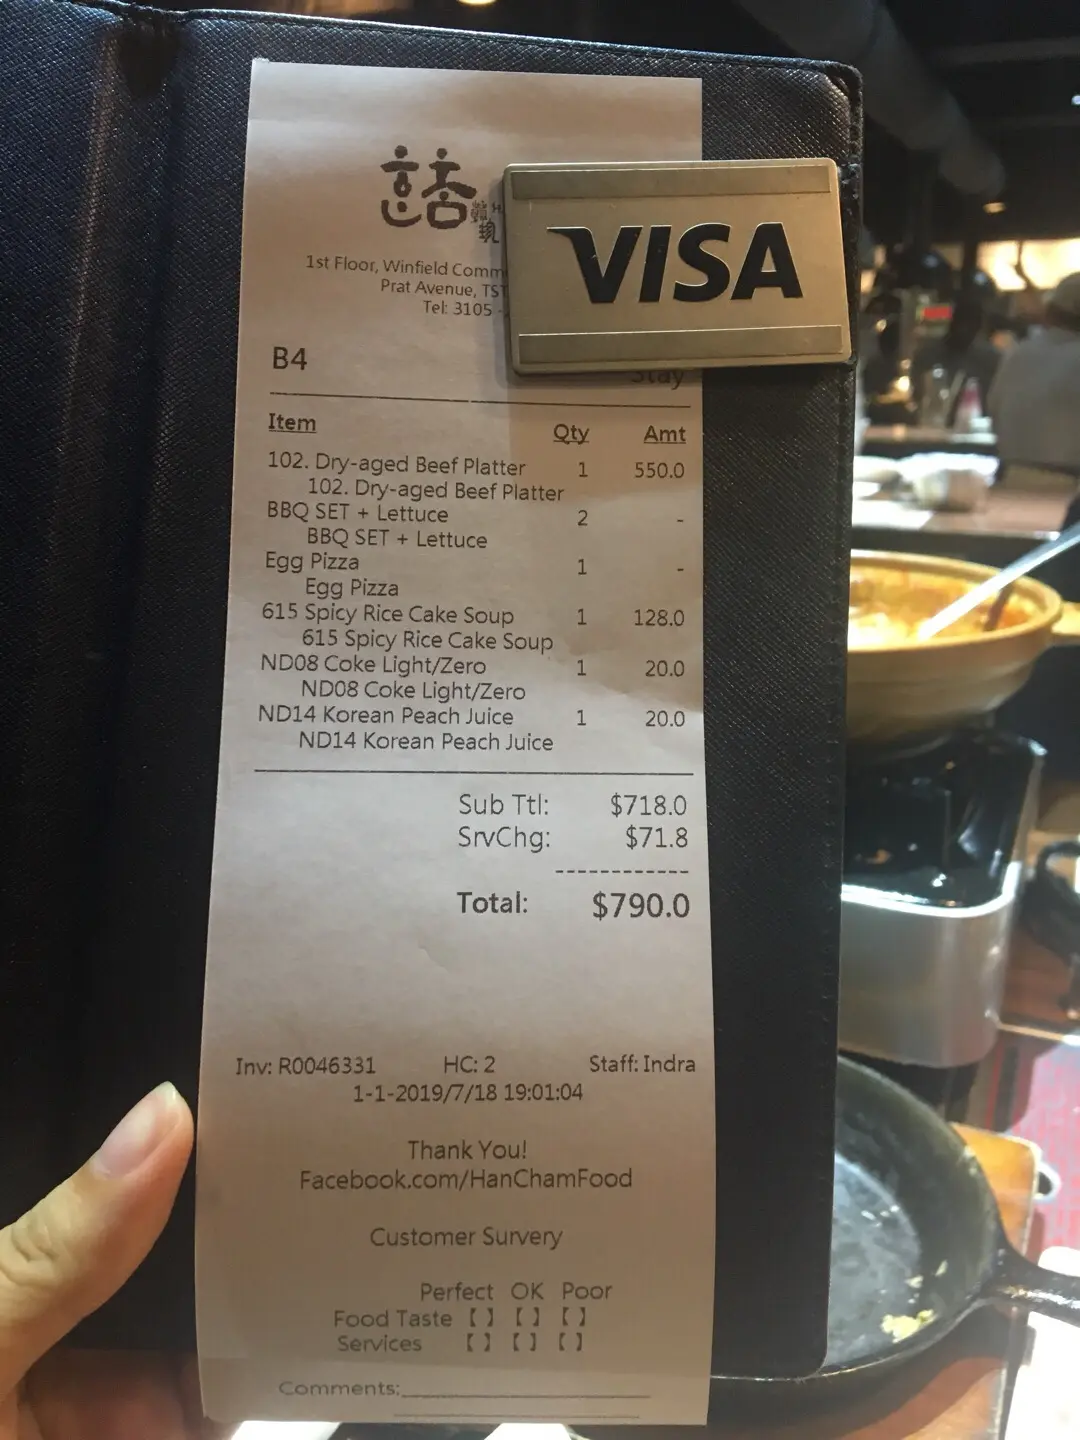 VISA
1st Floor, Winfield Comm
Prat Avenue, TST
Tel: 3105 -
B4 Stay
Item Qty Amt
102. Dry-aged Beef Platter 1 550.0
102. Dry-aged Beef Platter
BBQ SET + Lettuce 2 -
BBQ SET + Lettuce
Egg Pizza 1 -
Egg Pizza
615 Spicy Rice Cake Soup 1 128.0
615 Spicy Rice Cake Soup
ND08 Coke Light/Zero 1 20.0
ND08 Coke Light/Zero
ND14 Korean Peach Juice 1 20.0
ND14 Korean Peach Juice
Sub Ttl: $718.0
SrvChg: $71.8
------------
Total: $790.0
Inv: R0046331 HC: 2 Staff: Indra
1-1-2019/7/18 19:01:04
Thank You!
Facebook.com/HanChamFood
Customer Survery
Perfect OK Poor
Food Taste [ ] [ ] [ ]
Services [ ] [ ] [ ]
Comments: